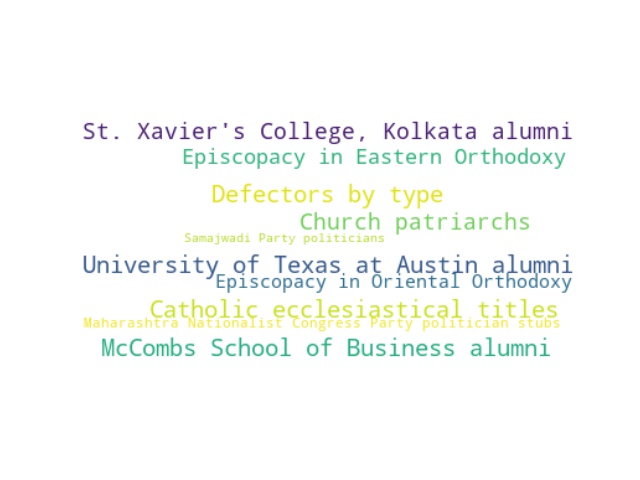 St. Xavier's College, Kolkata alumni
Episcopacy in Eastern Orthodoxy
Defectors by type
Church patriarchs
Samajwadi Party politicians
University of Texas at Austin alumni
Episcopacy in Oriental Orthodoxy
Catholic ecclesiastical titles
Maharashtra Nationalist Congress Party politician stubs
McCombs School of Business alumni